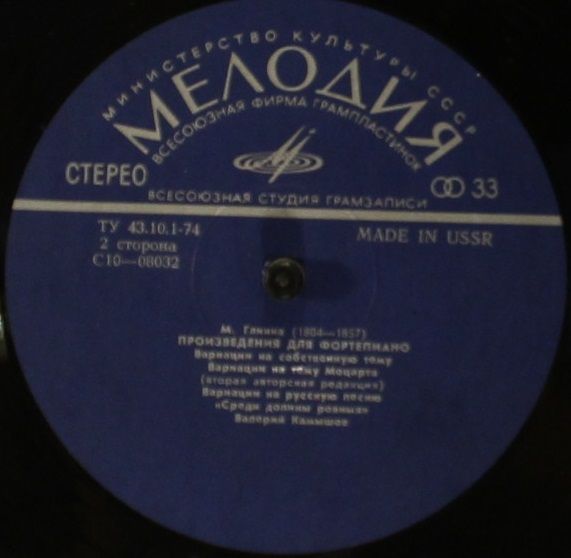 МИНИСТЕРСТВО КУЛЬТУРЫ СССР
МЕЛОДИЯ
ВСЕСОЮЗНАЯ ФИРМА ГРАМПЛАСТИНОК
СТЕРЕО
33
ВСЕСОЮЗНАЯ СТУДИЯ ГРАМЗАПИСИ
ТУ 43.10.1-74
MADE IN USSR
2 сторона
С10—08032
М. Глинка (1804—1857)
ПРОИЗВЕДЕНИЯ ДЛЯ ФОРТЕПИАНО
Вариации на собственную тему
Вариации на тему Моцарта
(вторая авторская редакция)
Вариации на русскую песню
«Среди долины ровныя»
Валерий Камышов